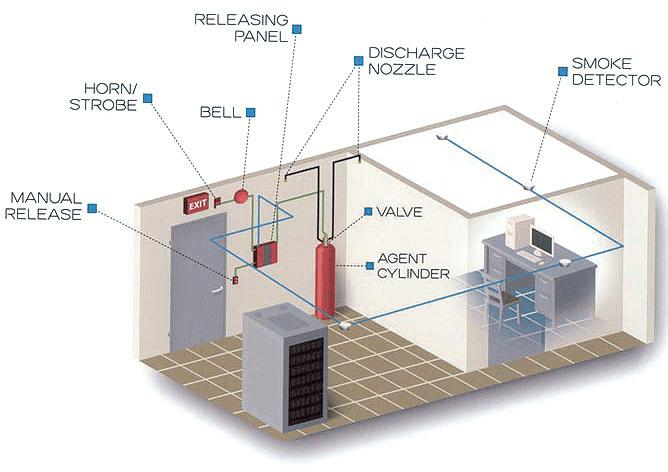 RELEASING
PANEL
DISCHARGE
NOZZLE
SMOKE
DETECTOR
HORN/
STROBE
BELL
MANUAL
RELEASE
EXIT
VALVE
AGENT
CYLINDER